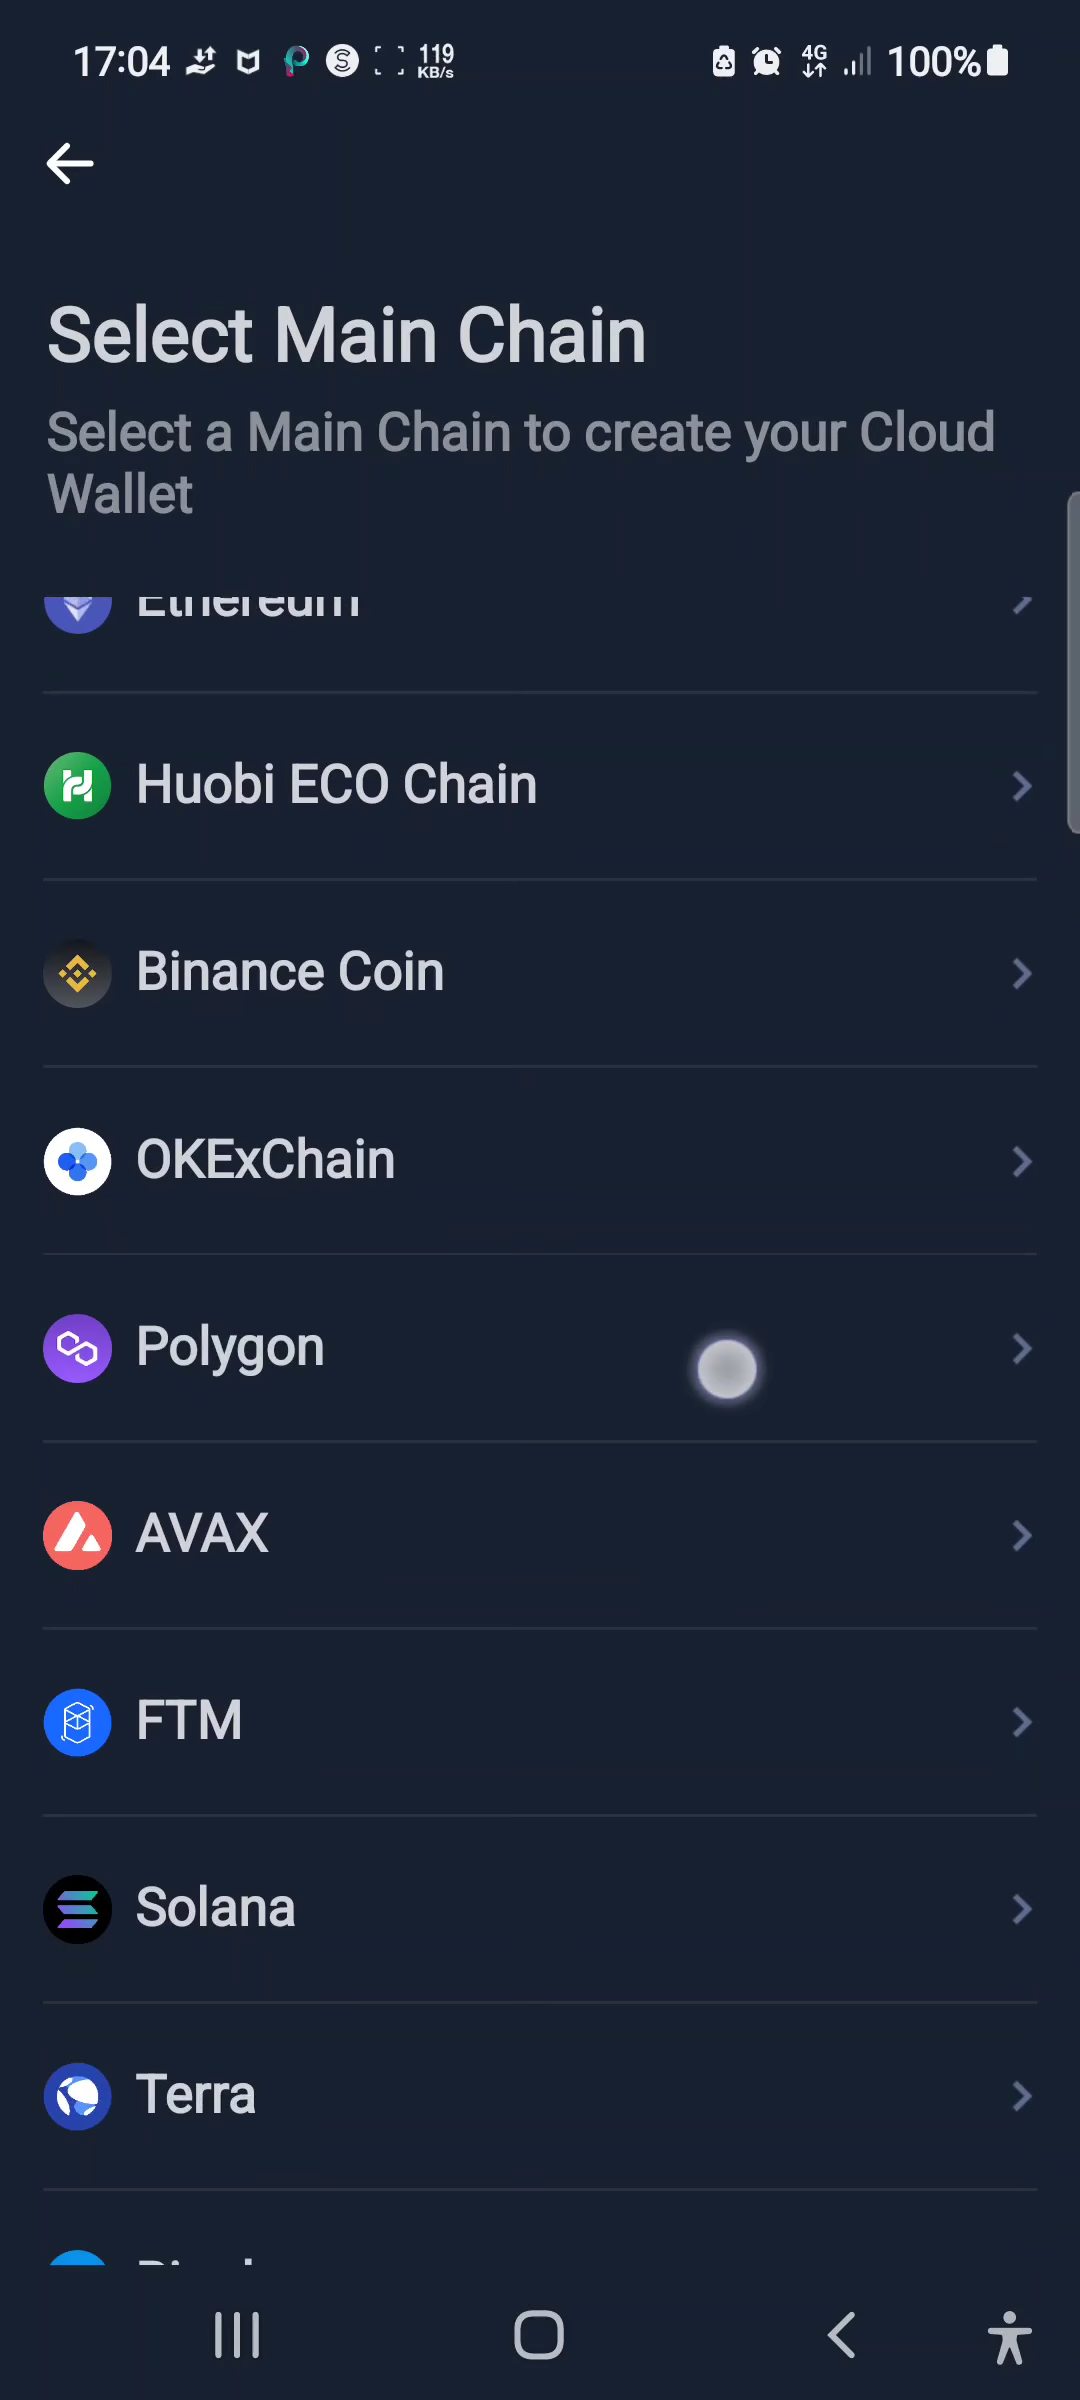 17:04 119 KB/s 4G 100%
Select Main Chain
Select a Main Chain to create your Cloud
Wallet
Ethereum
Huobi ECO Chain
Binance Coin
OKExChain
Polygon
AVAX
FTM
Solana
Terra